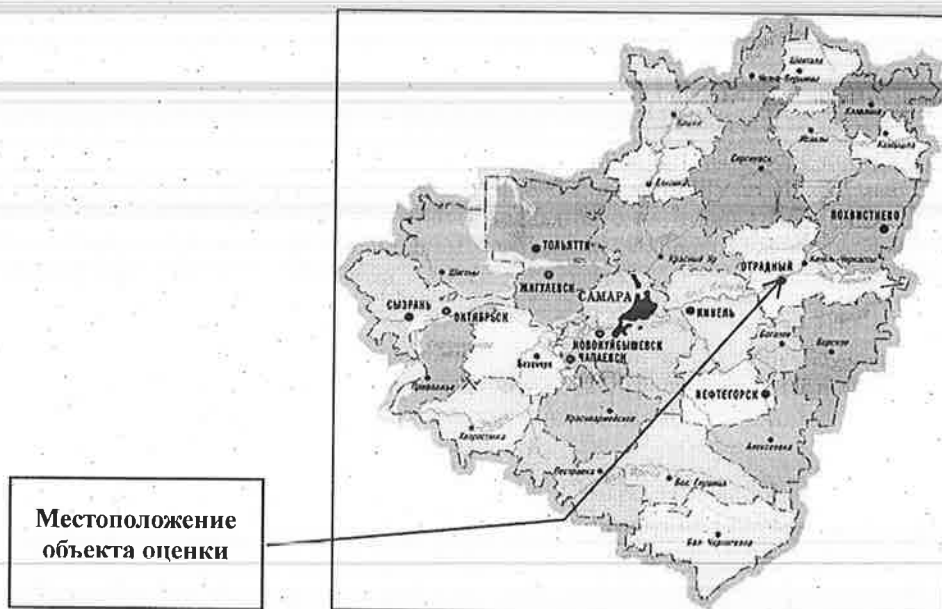 Шентала
Челно-Вершины
Клявлино
Кошки
Исаклы
Камышла
Сергиевск
Елховка
ПОХВИСТНЕВО
ТОЛЬЯТТИ
Красный Яр
ОТРАДНЫЙ
Кинель-Черкассы
Шигоны
ЖИГУЛЕВСК
САМАРА
СЫЗРАНЬ
ОКТЯБРЬСК
КИНЕЛЬ
НОВОКУЙБЫШЕВСК
Богатое
Борское
Безенчук
ЧАПАЕВСК
Приволжье
НЕФТЕГОРСК
Красноармейское
Хворостянка
Алексеевка
Пестравка
Бол. Глушица
Местоположение
объекта оценки
Бол. Черниговка